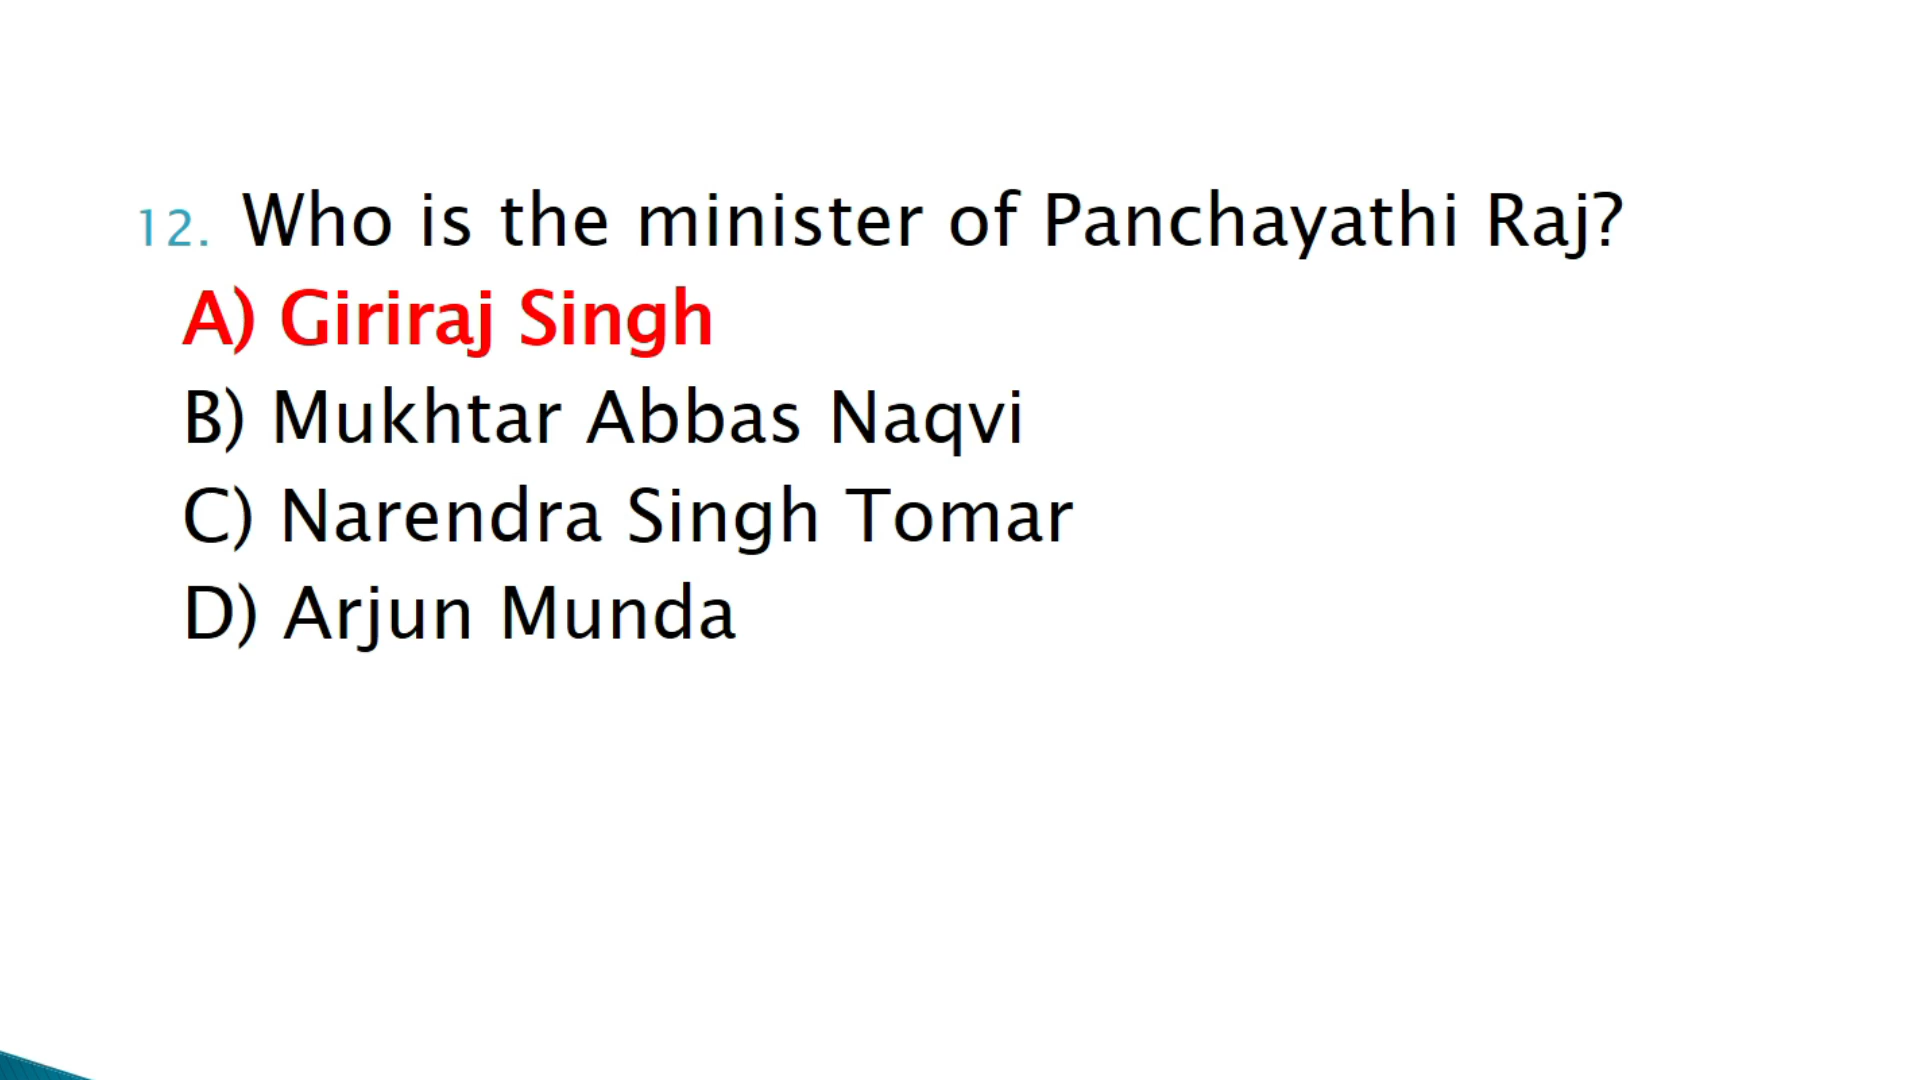 12. Who is the minister of Panchayathi Raj?
A) Giriraj Singh
B) Mukhtar Abbas Naqvi
C) Narendra Singh Tomar
D) Arjun Munda